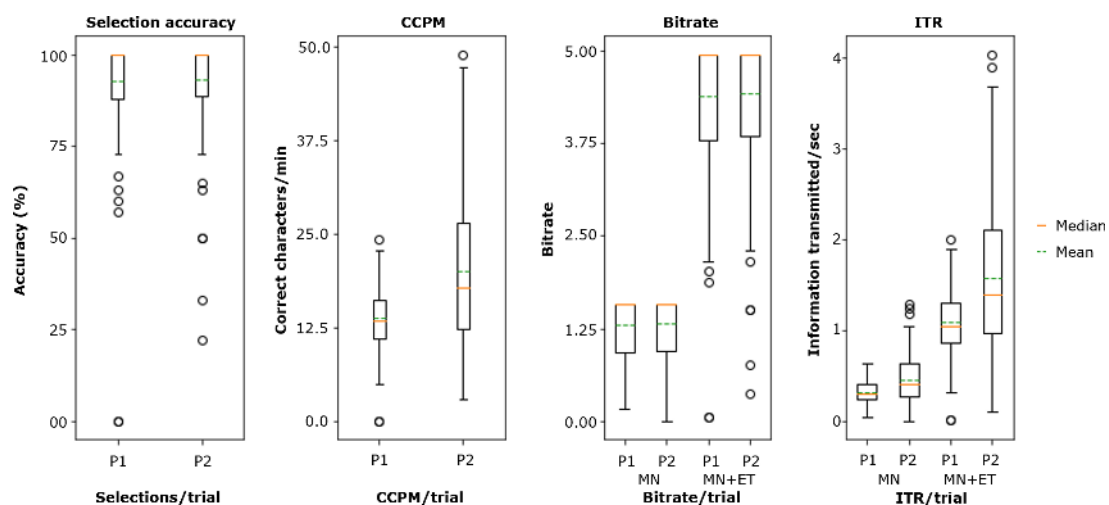 Selection accuracy
Accuracy (%)
100
75
50
25
00
P1 P2
Selections/trial
CCPM
Correct characters/min
50.0
37.5
25.0
12.5
0.0
P1 P2
CCPM/trial
Bitrate
Bitrate
5.00
3.75
2.50
1.25
0.00
P1 P2 P1 P2
MN MN+ET
Bitrate/trial
ITR
Information transmitted/sec
4
3
2
1
0
P1 P2 P1 P2
MN MN+ET
ITR/trial
Median
Mean